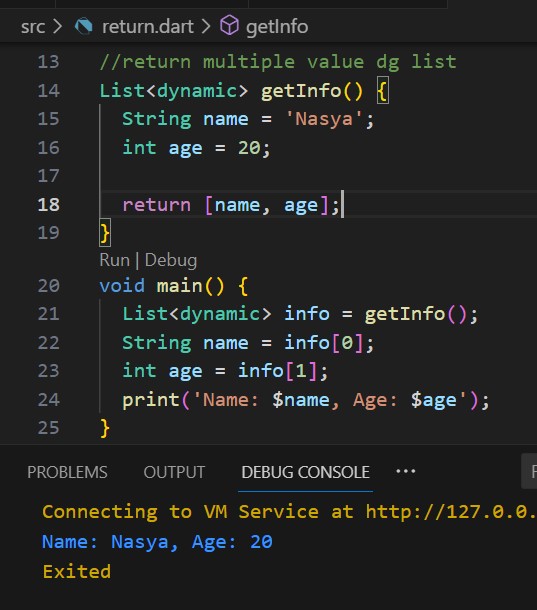 src > return.dart > getInfo
13 //return multiple value dg list
14 List<dynamic> getInfo() {
15   String name = 'Nasya';
16   int age = 20;
17
18   return [name, age];
19 }
Run | Debug
20 void main() {
21   List<dynamic> info = getInfo();
22   String name = info[0];
23   int age = info[1];
24   print('Name: $name, Age: $age');
25 }
PROBLEMS OUTPUT DEBUG CONSOLE ···
Connecting to VM Service at http://127.0.0.
Name: Nasya, Age: 20
Exited